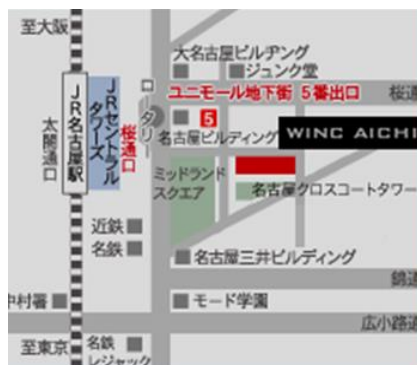 至大阪
大名古屋ビルヂング
ジュンク堂
ユニモール地下街 5番出口
桜通
ロータリー
JRセントラルタワーズ
JR名古屋駅
太閤通口
桜通口
5
名古屋ビルディング
WINC AICHI
ミッドランド
スクエア
名古屋クロスコートタワー
近鉄
名鉄
名古屋三井ビルディング
錦通
中村署
モード学園
広小路通
至東京
名鉄
レジャック